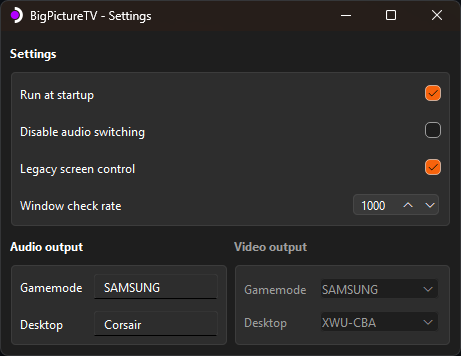 BigPictureTV - Settings
Settings
Run at startup
Disable audio switching
Legacy screen control
Window check rate 1000
Audio output Video output
Gamemode SAMSUNG Gamemode SAMSUNG
Desktop Corsair Desktop XWU-CBA